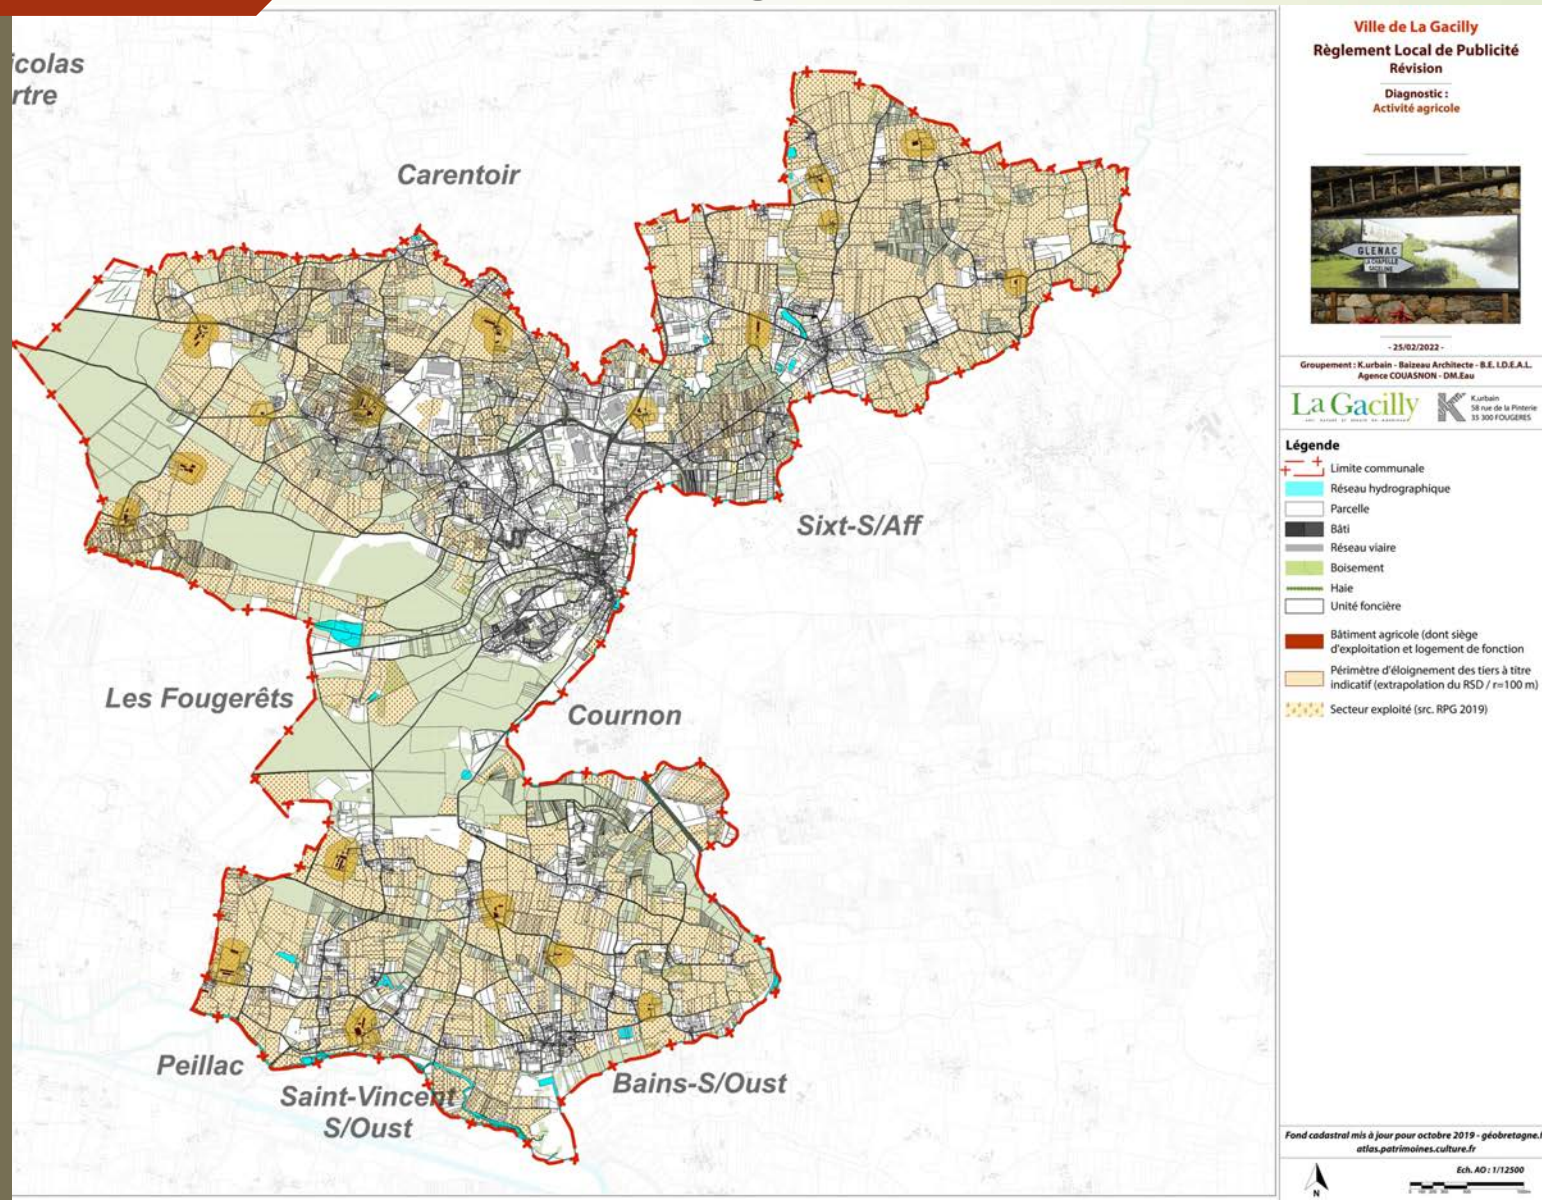 icolas
rtre
Carentoir
Sixt-S/Aff
Les Fougerêts
Cournon
Peillac
Saint-Vincent
S/Oust
Bains-S/Oust
Ville de La Gacilly
Règlement Local de Publicité
Révision
Diagnostic :
Activité agricole
GLENAC
LA CHAPELLE
GACELINE
- 25/02/2022 -
Groupement : K.urbain - Baizeau Architecte - B.E. I.D.E.A.L.
Agence COUASNON - DM.Eau
La Gacilly
K.urbain
58 rue de la Pinterie
35 300 FOUGERES
Légende
Limite communale
Réseau hydrographique
Parcelle
Bâti
Réseau viaire
Boisement
Haie
Unité foncière
Bâtiment agricole (dont siège
d'exploitation et logement de fonction
Périmètre d'éloignement des tiers à titre
indicatif (extrapolation du RSD / r=100 m)
Secteur exploité (src. RPG 2019)
Fond cadastral mis à jour pour octobre 2019 - géobretagne.
atlas.patrimoines.culture.fr
Ech. A0 : 1/12500
N